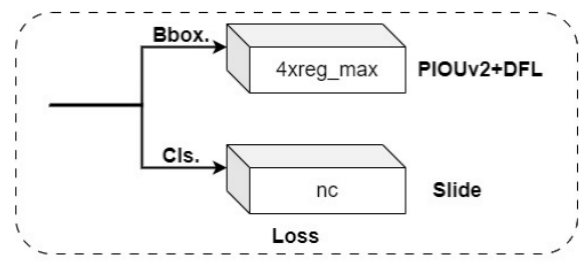 Bbox.
4xreg_max
PIOUv2+DFL
Cls.
nc
Slide
Loss